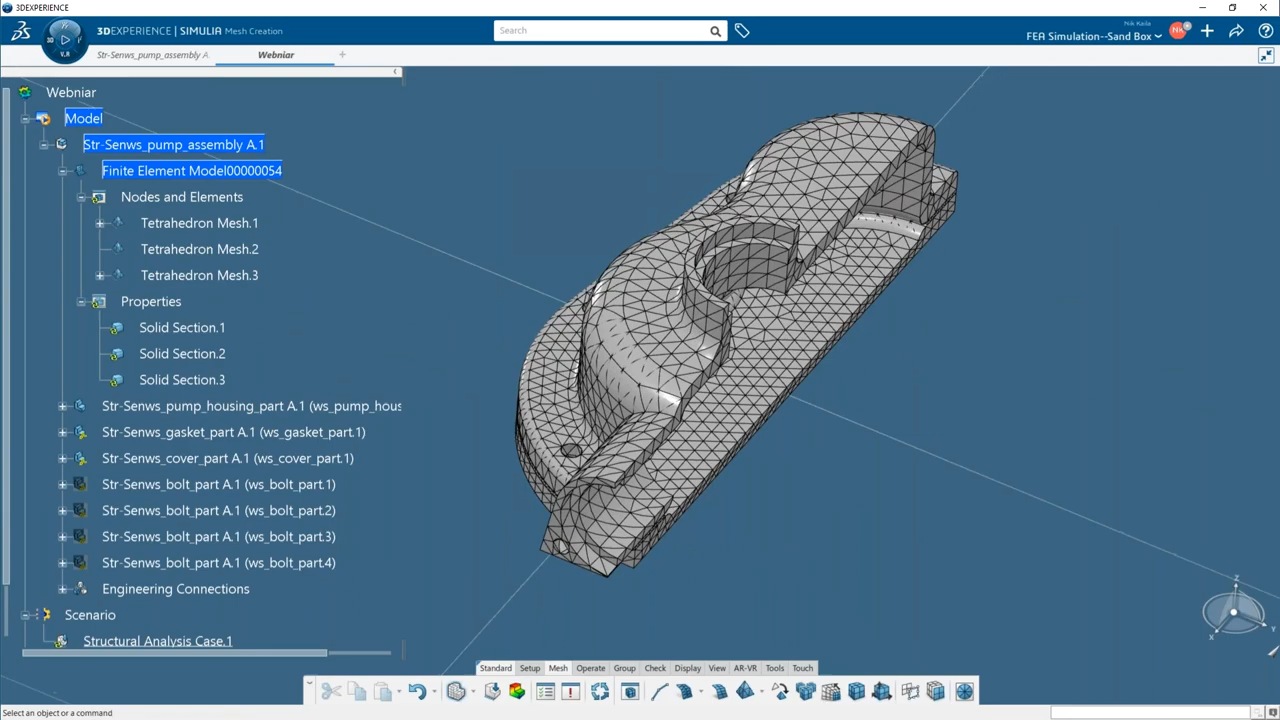 3DEXPERIENCE
3DEXPERIENCE | SIMULIA Mesh Creation
Search
Nik Kaila
FEA Simulation--Sand Box
NK
3D
V.R
Str-Senws_pump_assembly A.
Webniar
Webniar
Model
Str-Senws_pump_assembly A.1
Finite Element Model00000054
Nodes and Elements
Tetrahedron Mesh.1
Tetrahedron Mesh.2
Tetrahedron Mesh.3
Properties
Solid Section.1
Solid Section.2
Solid Section.3
Str-Senws_pump_housing_part A.1 (ws_pump_hous
Str-Senws_gasket_part A.1 (ws_gasket_part.1)
Str-Senws_cover_part A.1 (ws_cover_part.1)
Str-Senws_bolt_part A.1 (ws_bolt_part.1)
Str-Senws_bolt_part A.1 (ws_bolt_part.2)
Str-Senws_bolt_part A.1 (ws_bolt_part.3)
Str-Senws_bolt_part A.1 (ws_bolt_part.4)
Engineering Connections
Scenario
Structural Analysis Case.1
Z
X
Y
Standard Setup Mesh Operate Group Check Display View AR-VR Tools Touch
Select an object or a command